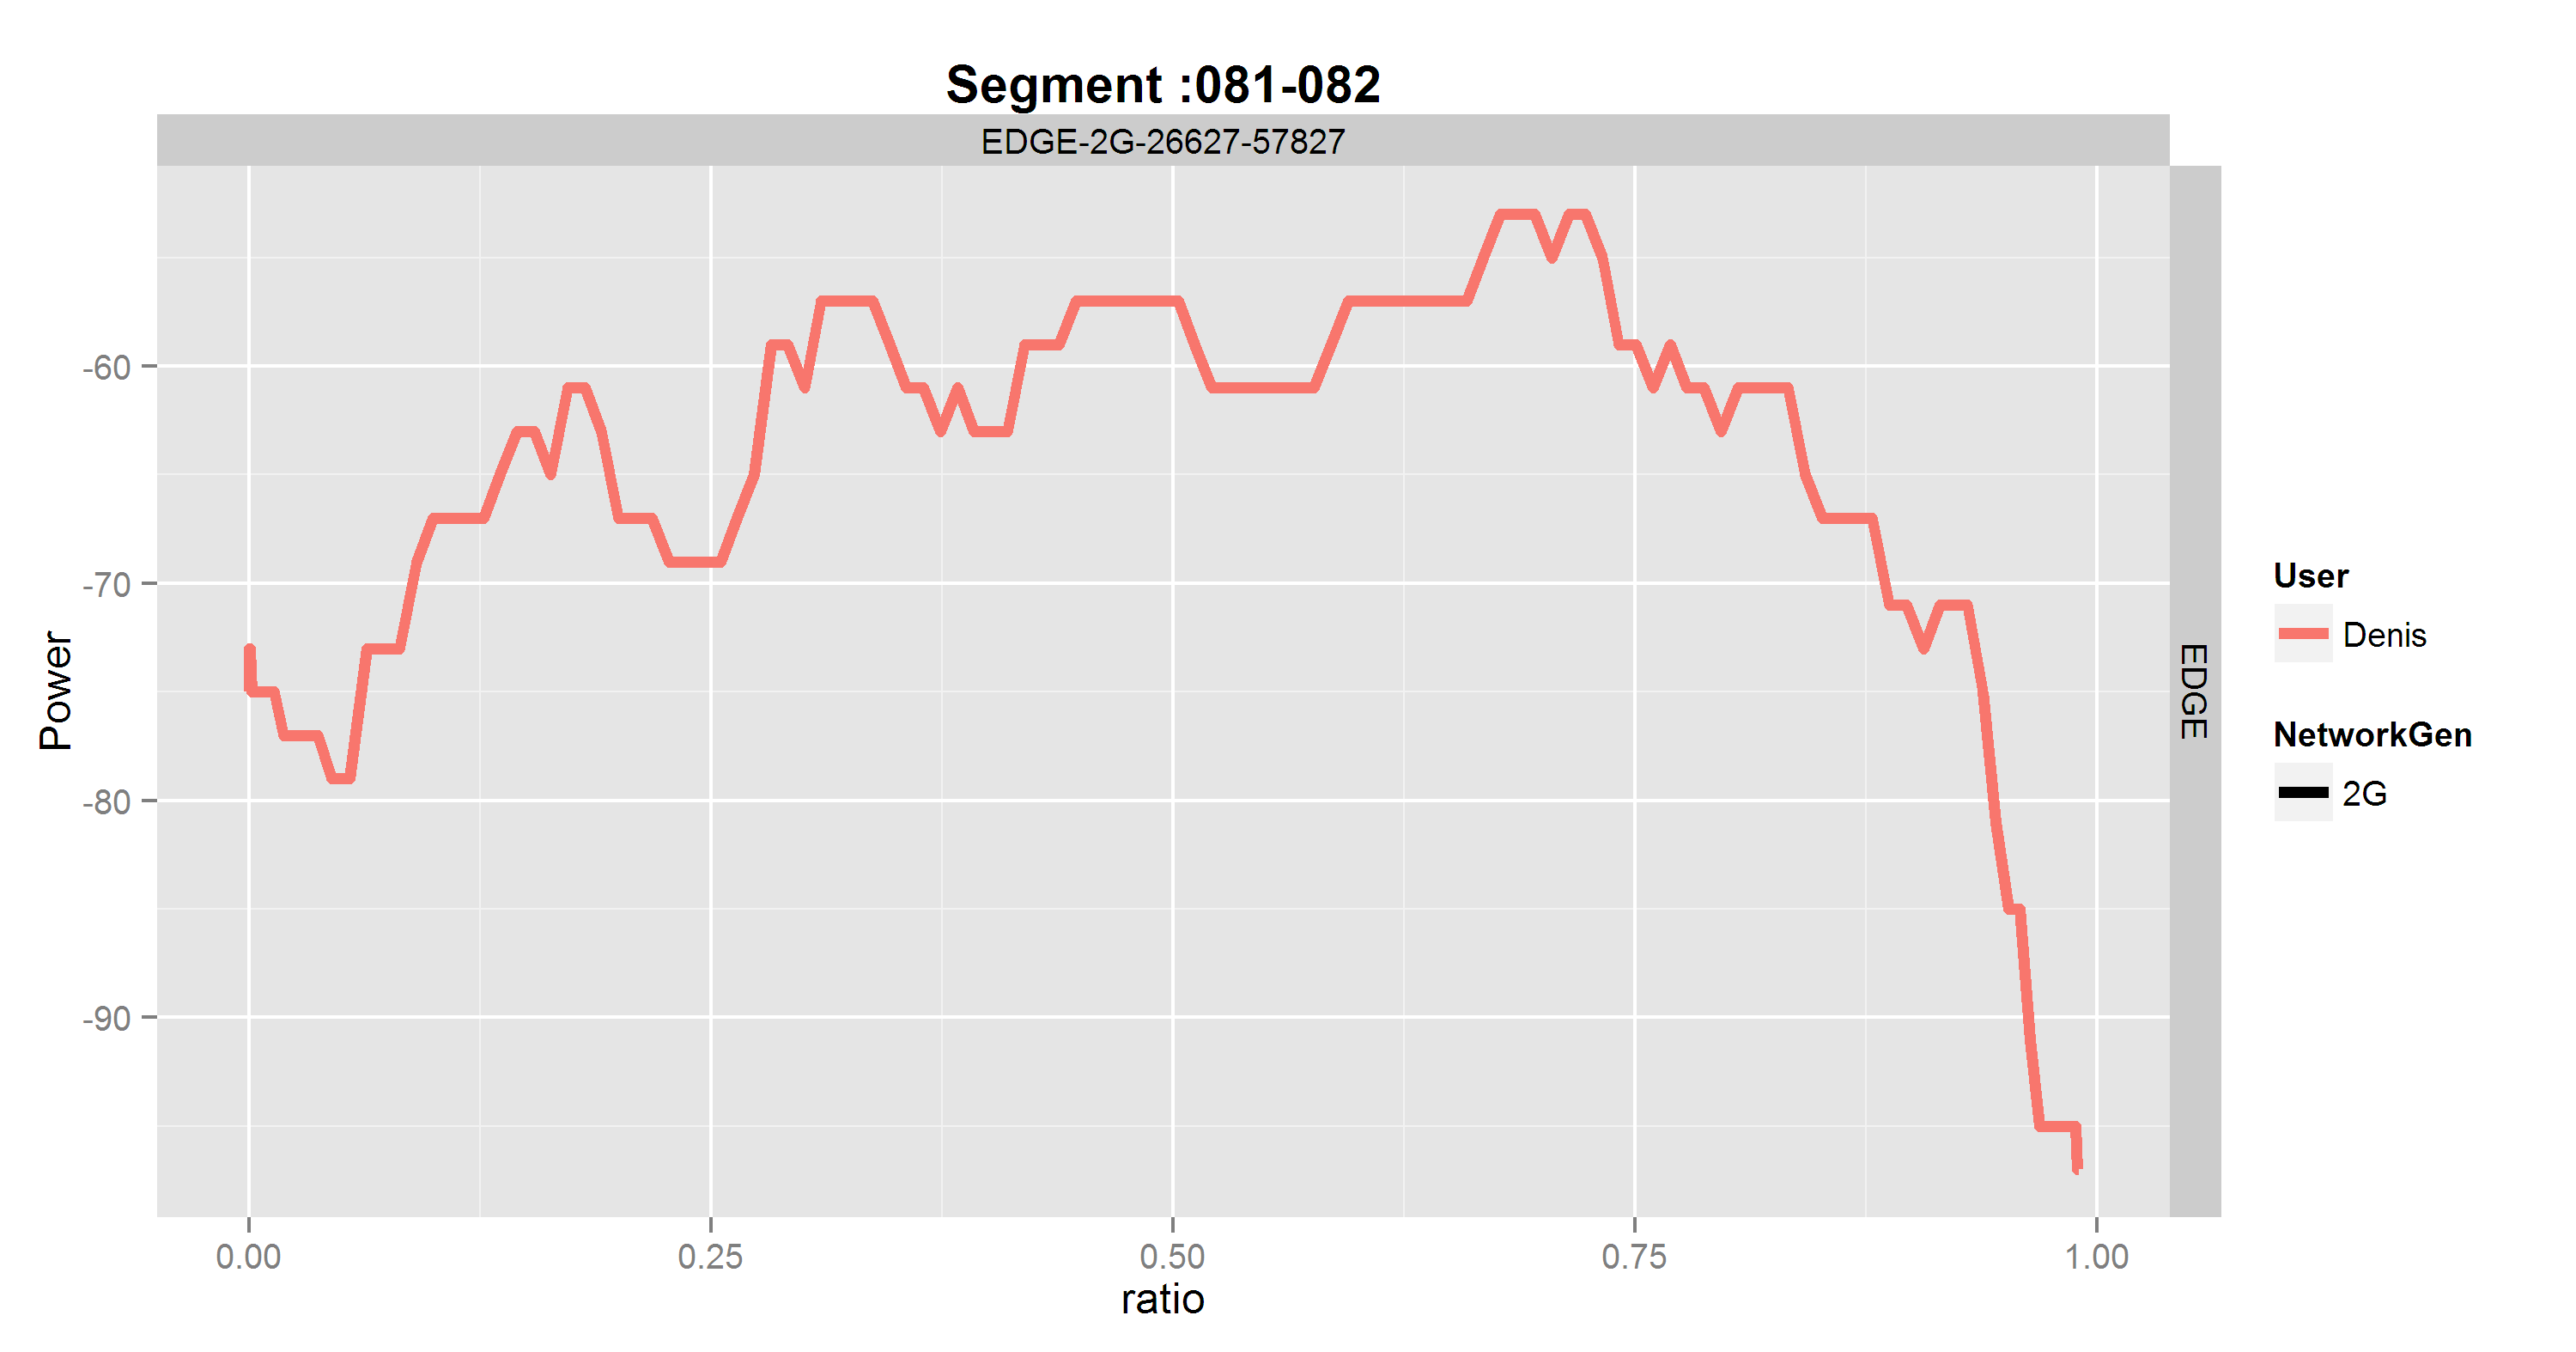 Segment :081-082
EDGE-2G-26627-57827
-60
-70
-80
-90
Power
EDGE
0.00 0.25 0.50 0.75 1.00
ratio
User
Denis
NetworkGen
2G